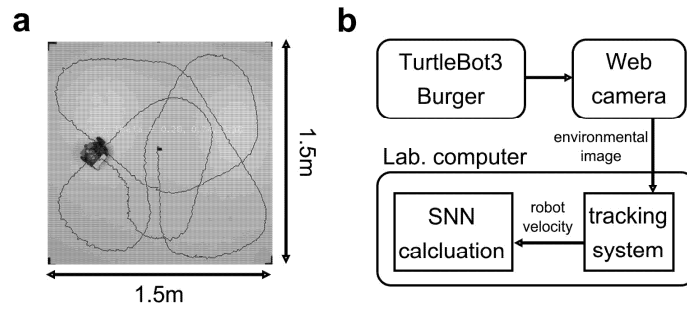 a
1.5m
1.5m
b
TurtleBot3
Burger
Web
camera
environmental
image
Lab. computer
SNN
calcluation
robot
velocity
tracking
system